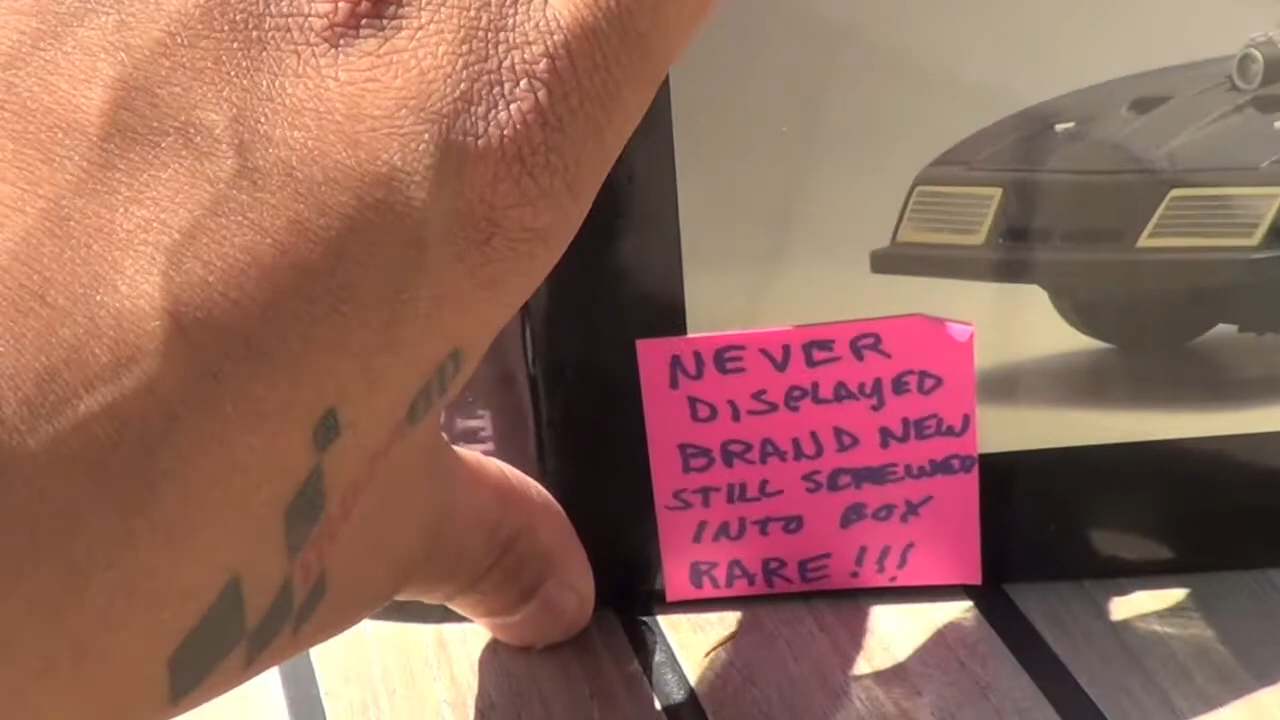 NEVER
DISPLAYED
BRAND NEW
STILL SCREWED
INTO BOX
RARE!!!